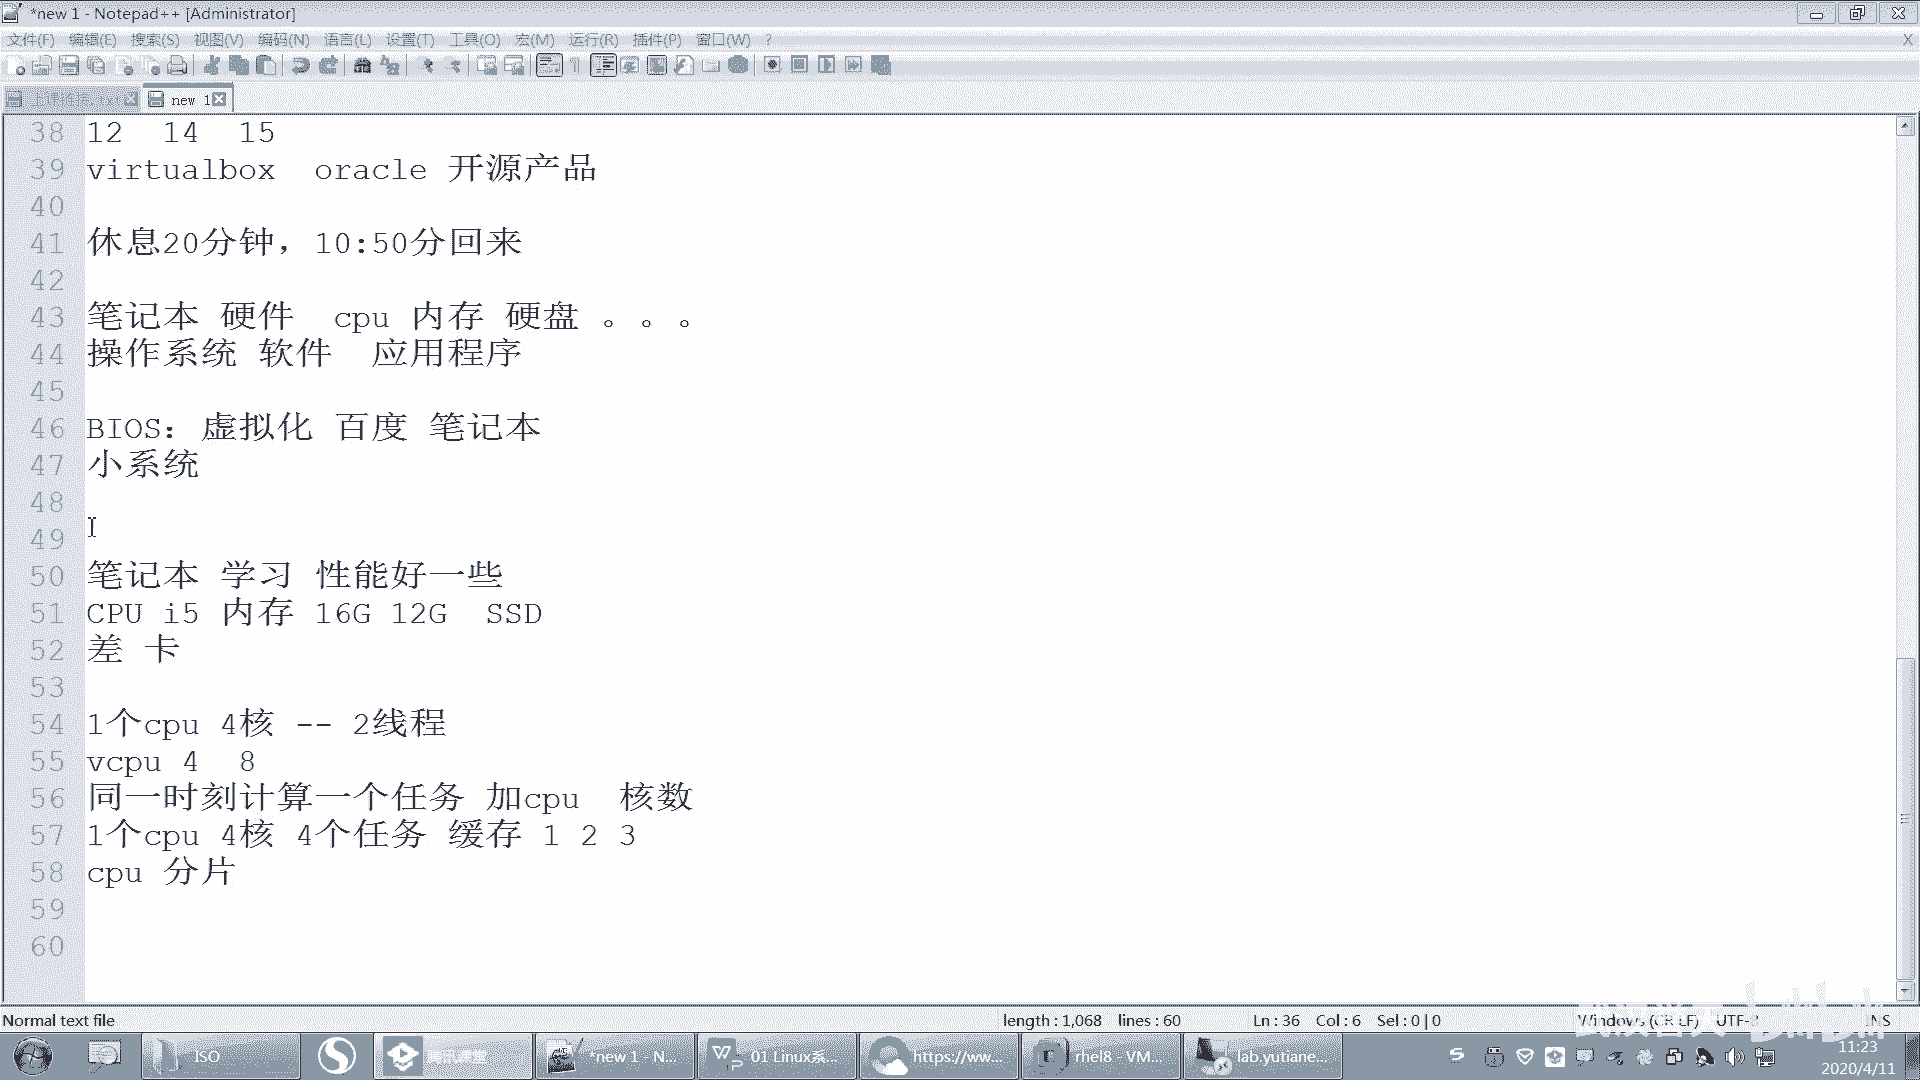 *new 1 - Notepad++ [Administrator]
文件(F) 编辑(E) 搜索(S) 视图(V) 编码(N) 语言(L) 设置(T) 工具(O) 宏(M) 运行(R) 插件(P) 窗口(W) ? X
上课链接.txt new 1
38 12 14 15
39 virtualbox oracle 开源产品
40
41 休息20分钟，10:50分回来
42
43 笔记本 硬件 cpu 内存 硬盘 。。。
44 操作系统 软件 应用程序
45
46 BIOS：虚拟化 百度 笔记本
47 小系统
48
49
50 笔记本 学习 性能好一些
51 CPU i5 内存 16G 12G SSD
52 差 卡
53
54 1个cpu 4核 -- 2线程
55 vcpu 4 8
56 同一时刻计算一个任务 加cpu 核数
57 1个cpu 4核 4个任务 缓存 1 2 3
58 cpu 分片
59
60
Normal text file length : 1,068 lines : 60 Ln : 36 Col : 6 Sel : 0 | 0 Windows (CR LF) UTF-8 INS
ISO 腾讯课堂 *new 1 - N... 01 Linux系... https://ww... rhel8 - VM... lab.yutiane... 11:23
2020/4/11